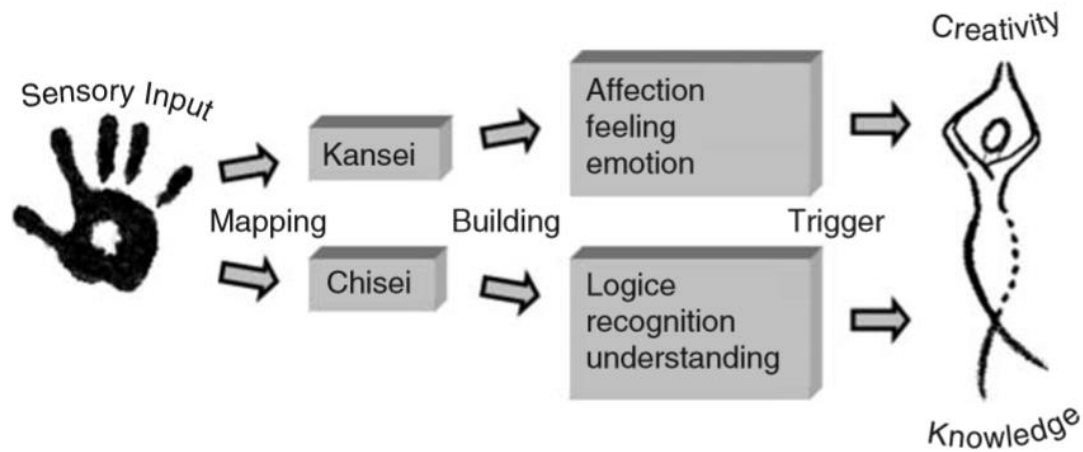 Sensory Input
Mapping
Kansei
Chisei
Building
Affection
feeling
emotion
Logice
recognition
understanding
Trigger
Creativity
Knowledge